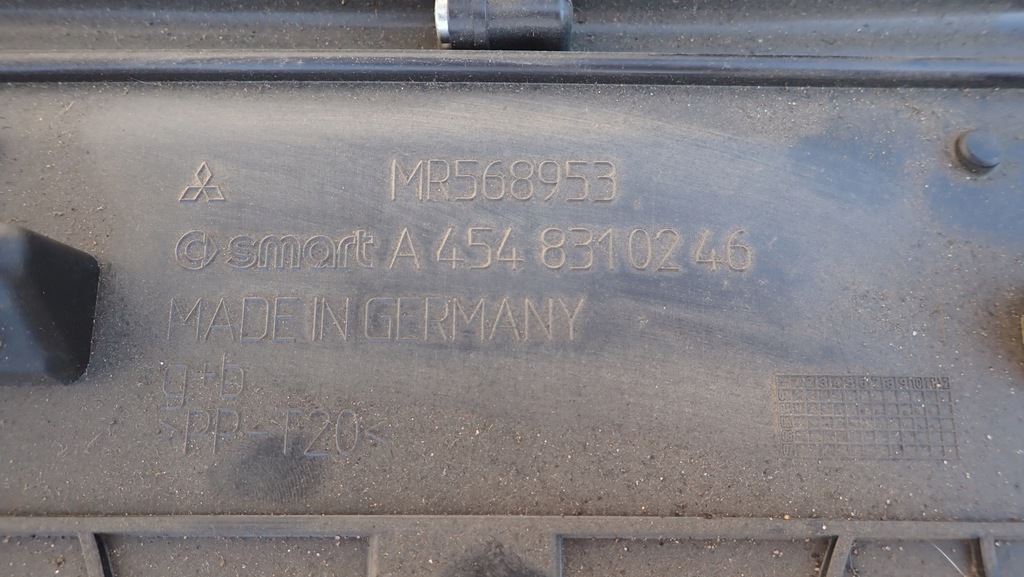 MR568953
smart A 454 831 02 46
MADE IN GERMANY
g+b
>PP-T20<